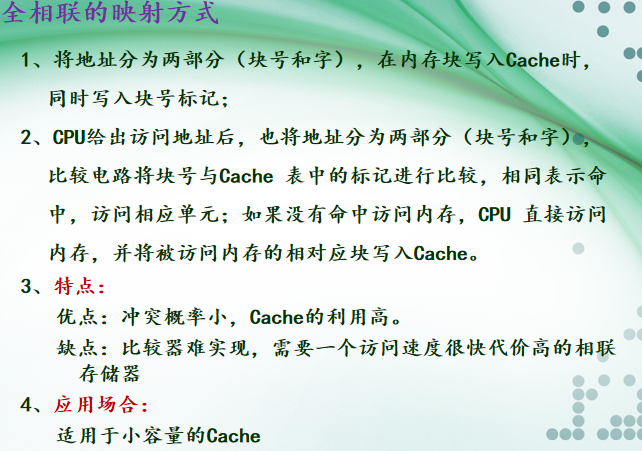 全相联的映射方式
1、将地址分为两部分（块号和字），在内存块写入Cache时，
同时写入块号标记；
2、CPU给出访问地址后，也将地址分为两部分（块号和字），
比较电路将块号与Cache 表中的标记进行比较，相同表示命
中，访问相应单元；如果没有命中访问内存，CPU 直接访问
内存，并将被访问内存的相对应块写入Cache。
3、特点：
优点：冲突概率小，Cache的利用高。
缺点：比较器难实现，需要一个访问速度很快代价高的相联
存储器
4、应用场合：
适用于小容量的Cache